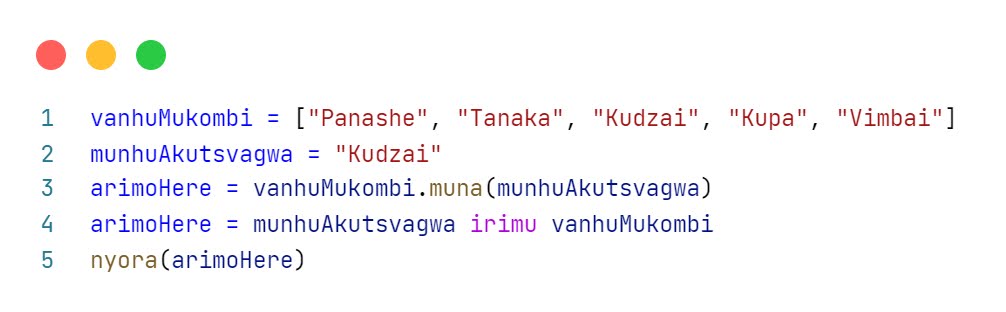 1 vanhuMukombi = ["Panashe", "Tanaka", "Kudzai", "Kupa", "Vimbai"]
2 munhuAkutsvagwa = "Kudzai"
3 arimoHere = vanhuMukombi.muna(munhuAkutsvagwa)
4 arimoHere = munhuAkutsvagwa irimu vanhuMukombi
5 nyora(arimoHere)